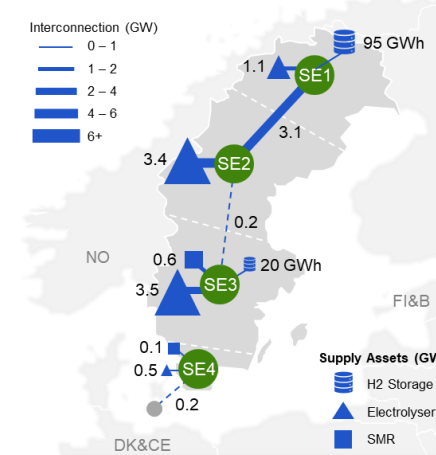 Interconnection (GW)
0 – 1
1 – 2
2 – 4
4 – 6
6+
95 GWh
1.1
SE1
3.1
3.4
SE2
0.2
NO
0.6
20 GWh
SE3
3.5
FI&B
0.1
0.5
SE4
0.2
DK&CE
Supply Assets (GW
H2 Storage
Electrolyser
SMR